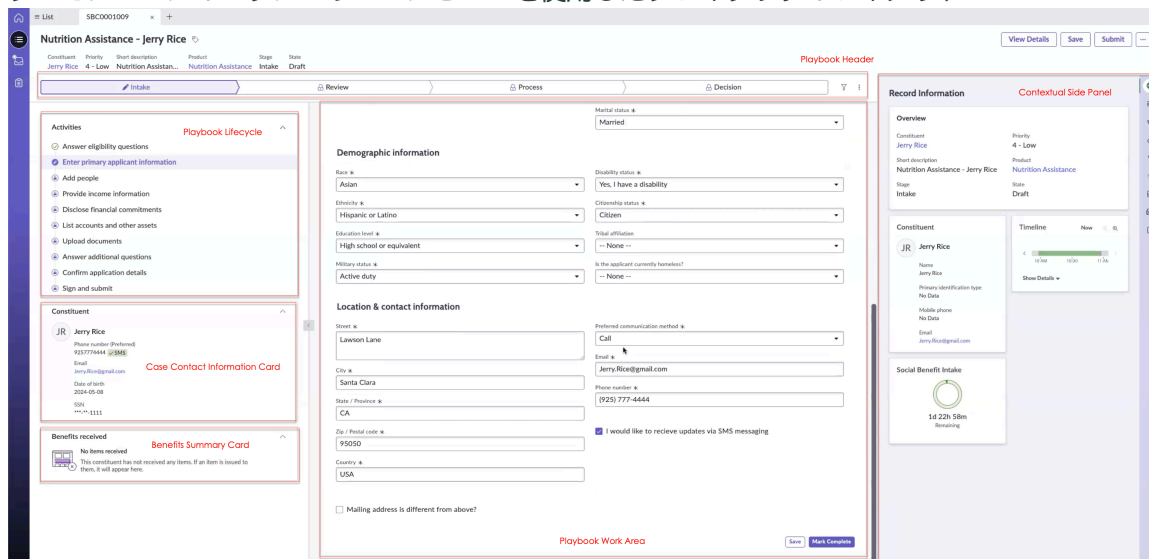 List
SBC0001009
Nutrition Assistance - Jerry Rice
View Details
Save
Submit
Constituent Priority Short description Product Stage State
Jerry Rice 4 - Low Nutrition Assistan... Nutrition Assistance Intake Draft
Playbook Header
Intake
Review
Process
Decision
Activities
Playbook Lifecycle
Answer eligibility questions
Enter primary applicant information
Add people
Provide income information
Disclose financial commitments
List accounts and other assets
Upload documents
Answer additional questions
Confirm application details
Sign and submit
Constituent
JR Jerry Rice
Phone number (Preferred)
9257774444 SMS
Email
Jerry.Rice@gmail.com
Case Contact Information Card
Date of birth
2024-05-08
SSN
***-**-1111
Benefits received
Benefits Summary Card
No items received
This constituent has not received any items. If an item is issued to
them, it will appear here.
Marital status
Married
Demographic information
Race
Asian
Disability status
Yes, I have a disability
Ethnicity
Hispanic or Latino
Citizenship status
Citizen
Education level
High school or equivalent
Tribal affiliation
-- None --
Military status
Active duty
Is the applicant currently homeless?
-- None --
Location & contact information
Street
Lawson Lane
Preferred communication method
Call
Email
Jerry.Rice@gmail.com
City
Santa Clara
Phone number
(925) 777-4444
State / Province
CA
Zip / Postal code
95050
I would like to recieve updates via SMS messaging
Country
USA
Mailing address is different from above?
Playbook Work Area
Save
Mark Complete
Record Information
Contextual Side Panel
Overview
Constituent
Jerry Rice
Priority
4 - Low
Short description
Nutrition Assistance - Jerry Rice
Product
Nutrition Assistance
Stage
Intake
State
Draft
Constituent
JR Jerry Rice
Name
Jerry Rice
Primary identification type
No Data
Mobile phone
No Data
Email
Jerry.Rice@gmail.com
Timeline
Now
10 AM 10:30 11 AM
Show Details
Social Benefit Intake
1d 22h 58m
Remaining